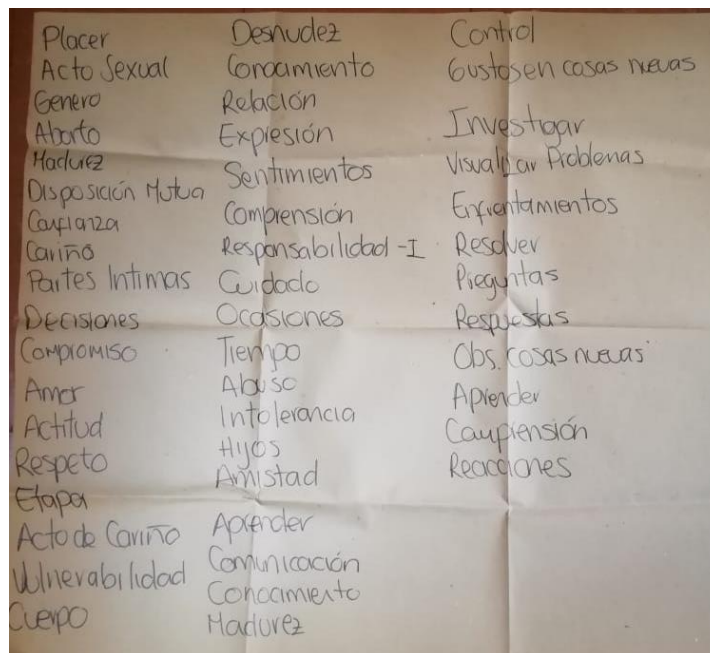 Placer
Acto Sexual
Genero
Aborto
Madurez
Disposición Mutua
Confianza
Cariño
Partes Intimas
Decisiones
Compromiso
Amor
Actitud
Respeto
Etapa
Acto de Cariño
Vulnerabilidad
Cuerpo
Desnudez
Conocimiento
Relación
Expresión
Sentimientos
Comprensión
Responsabilidad - I
Cuidado
Ocasiones
Tiempo
Abuso
Intolerancia
Hijos
Amistad
Aprender
Comunicación
Conocimiento
Madurez
Control
Gustos en cosas nuevas
Investigar
Visualizar Problemas
Enfrentamientos
Resolver
Preguntas
Respuestas
Obs. cosas nuevas
Aprender
Comprensión
Reacciones